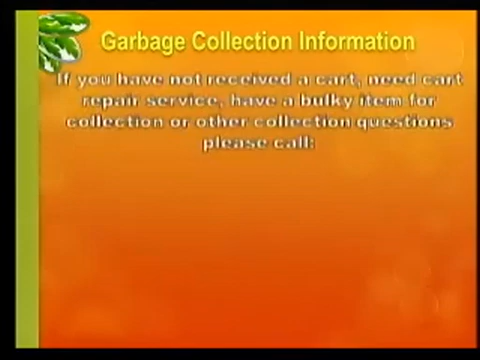 Garbage Collection Information
If you have not received a cart, need cart
repair service, have a bulky item for
collection or other collection questions
please call: